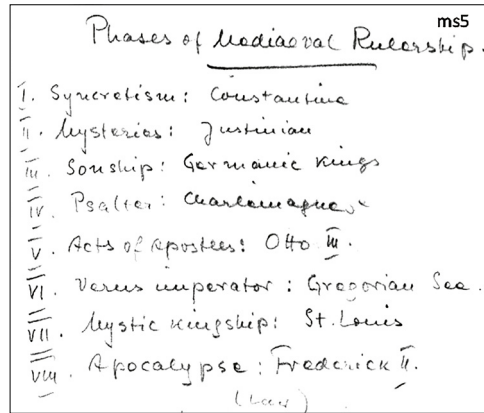 ms5
Phases of Mediaeval Rulership.
I. Syncretism: Constantine
II. Mysteries: Justinian
III. Sonship: Germanic Kings
IV. Psalter: Charlemagne
V. Acts of Apostles: Otto III.
VI. Verus imperator: Gregorian See.
VII. Mystic Kingship: St. Louis
VIII. Apocalypse: Frederick II.
(Law)